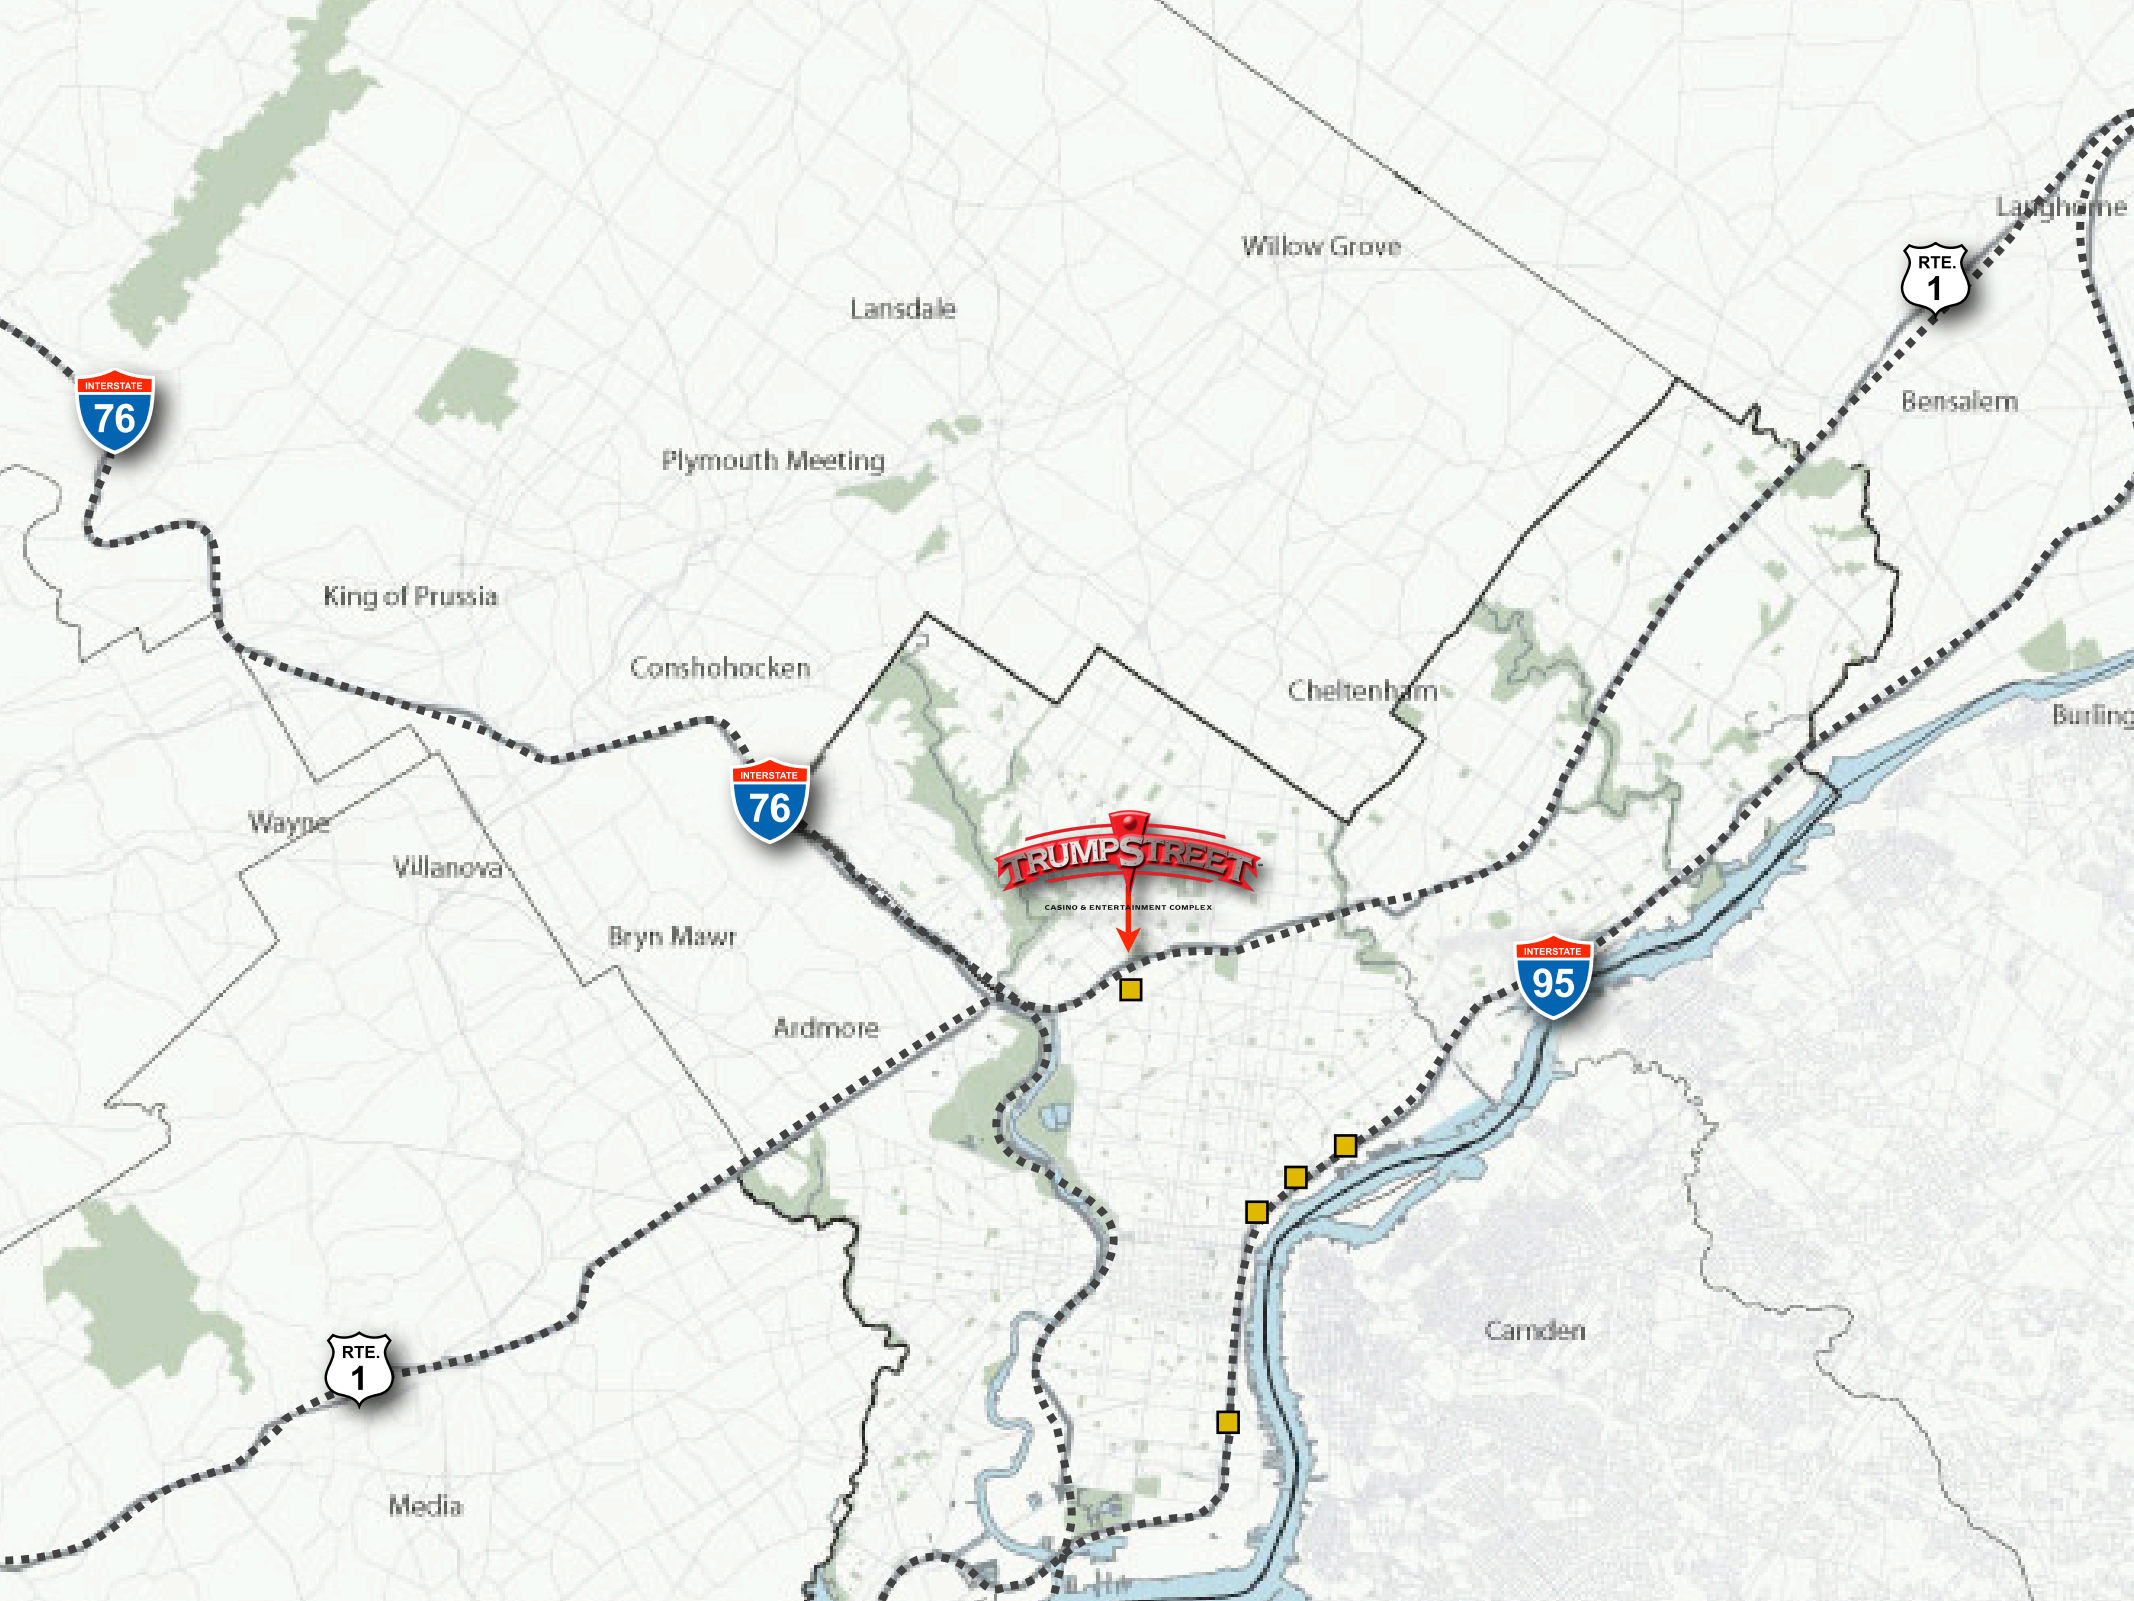 Langhorne
Willow Grove
RTE.
1
Lansdale
INTERSTATE
76
Bensalem
Plymouth Meeting
King of Prussia
Conshohocken
Cheltenham
Burling
INTERSTATE
76
Wayne
TRUMPSTREET
Villanova
CASINO & ENTERTAINMENT COMPLEX
Bryn Mawr
INTERSTATE
95
Ardmore
Camden
RTE.
1
Media